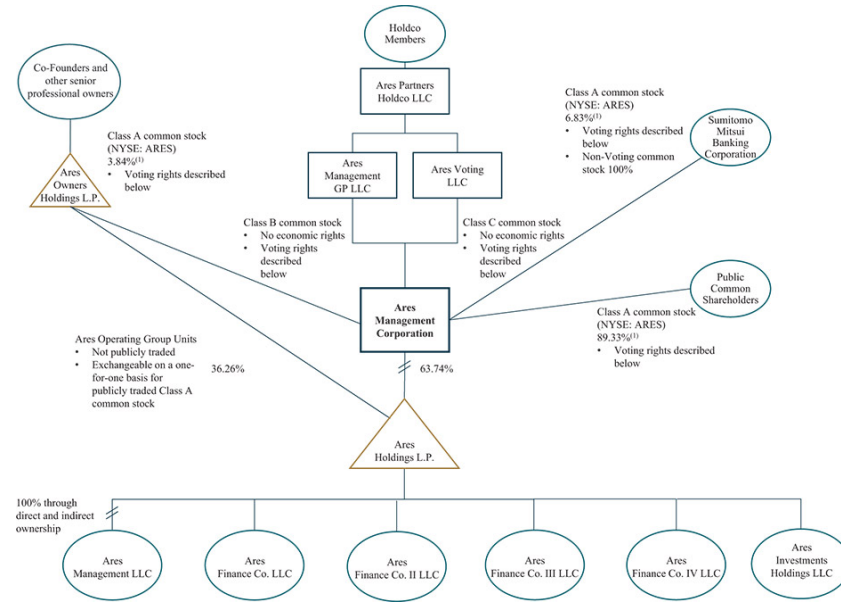 Holdco
Members
Co-Founders and
other senior
professional owners
Ares Partners
Holdco LLC
Class A common stock
(NYSE: ARES)
6.83%(1)
• Voting rights described
below
• Non-Voting common
stock 100%
Sumitomo
Mitsui
Banking
Corporation
Class A common stock
(NYSE: ARES)
3.84%(1)
• Voting rights described
below
Ares
Owners
Holdings L.P.
Ares
Management
GP LLC
Ares Voting
LLC
Class B common stock
• No economic rights
• Voting rights
described
below
Class C common stock
• No economic rights
• Voting rights
described
below
Public
Common
Shareholders
Ares
Management
Corporation
Class A common stock
(NYSE: ARES)
89.33%(1)
• Voting rights described
below
Ares Operating Group Units
• Not publicly traded
• Exchangeable on a one-
for-one basis for
publicly traded Class A
common stock
36.26%
63.74%
Ares
Holdings L.P.
100% through
direct and indirect
ownership
Ares
Management LLC
Ares
Finance Co. LLC
Ares
Finance Co. II LLC
Ares
Finance Co. III LLC
Ares
Finance Co. IV LLC
Ares
Investments
Holdings LLC